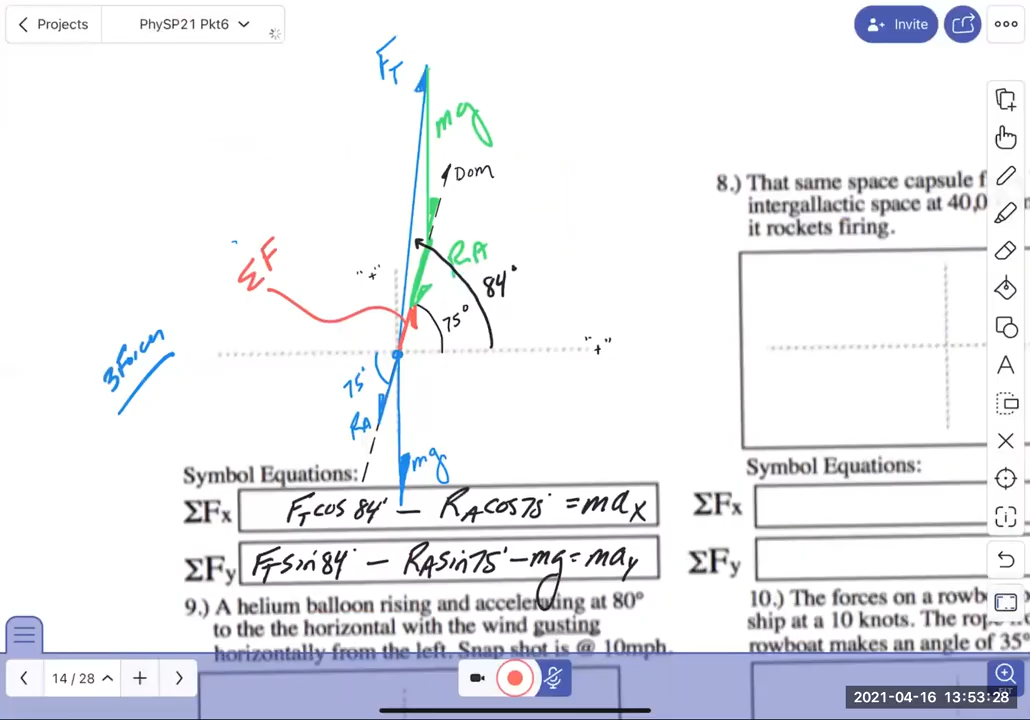 Projects
PhySP21 Pkt6
Invite
F_T
mg
DOM
ΣF
"+"
RA
84°
75°
"+"
3 Forces
75°
RA
mg
Symbol Equations:
ΣFx F_T cos 84° – R_A cos 75° = ma_x
ΣFy F_T sin 84° – R_A sin 75° – mg = ma_y
9.) A helium balloon rising and accelerating at 80°
to the the horizontal with the wind gusting
horizontally from the left. Snap shot is @ 10mph.
8.) That same space capsule f
intergallactic space at 40,0
it rockets firing.
Symbol Equations:
ΣFx
ΣFy
10.) The forces on a rowb
ship at a 10 knots. The rop
rowboat makes an angle of 35°
A
14 / 28
2021-04-16 13:53:28